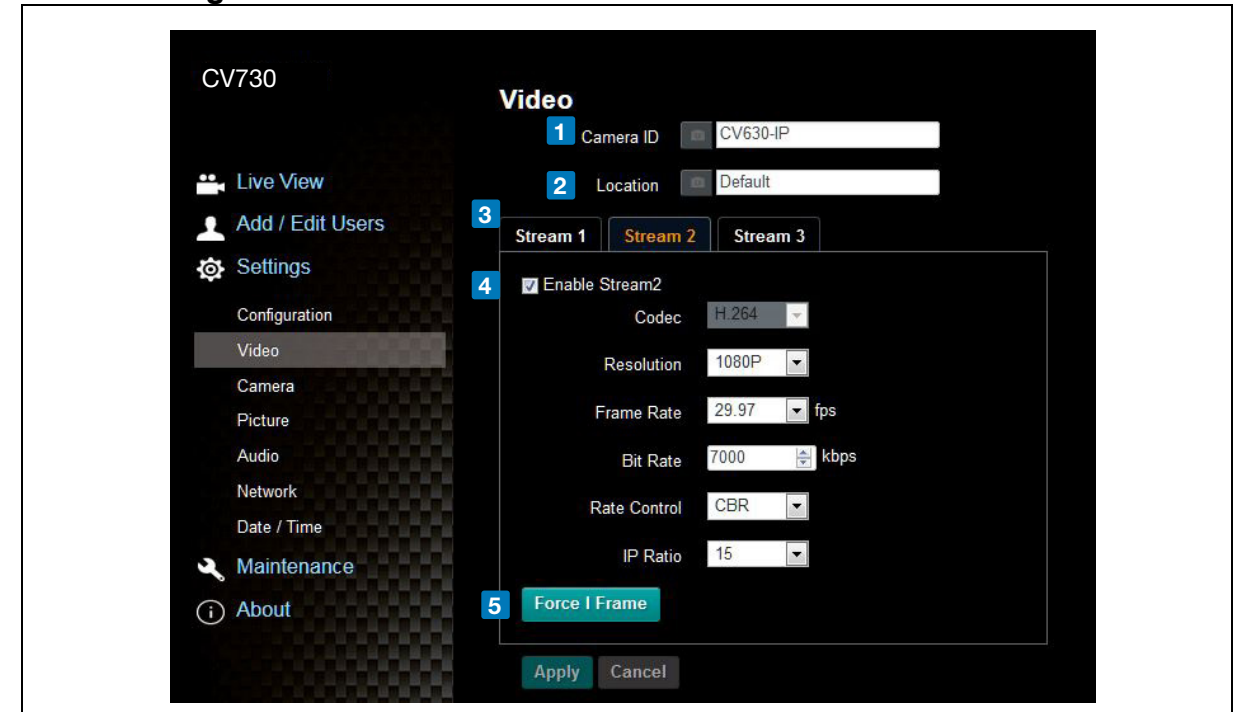 CV730
Live View
Add / Edit Users
Settings
Configuration
Video
Camera
Picture
Audio
Network
Date / Time
Maintenance
About
Video
1 Camera ID CV630-IP
2 Location Default
3 Stream 1 Stream 2 Stream 3
4 Enable Stream2
Codec H.264
Resolution 1080P
Frame Rate 29.97 fps
Bit Rate 7000 kbps
Rate Control CBR
IP Ratio 15
5 Force I Frame
Apply Cancel